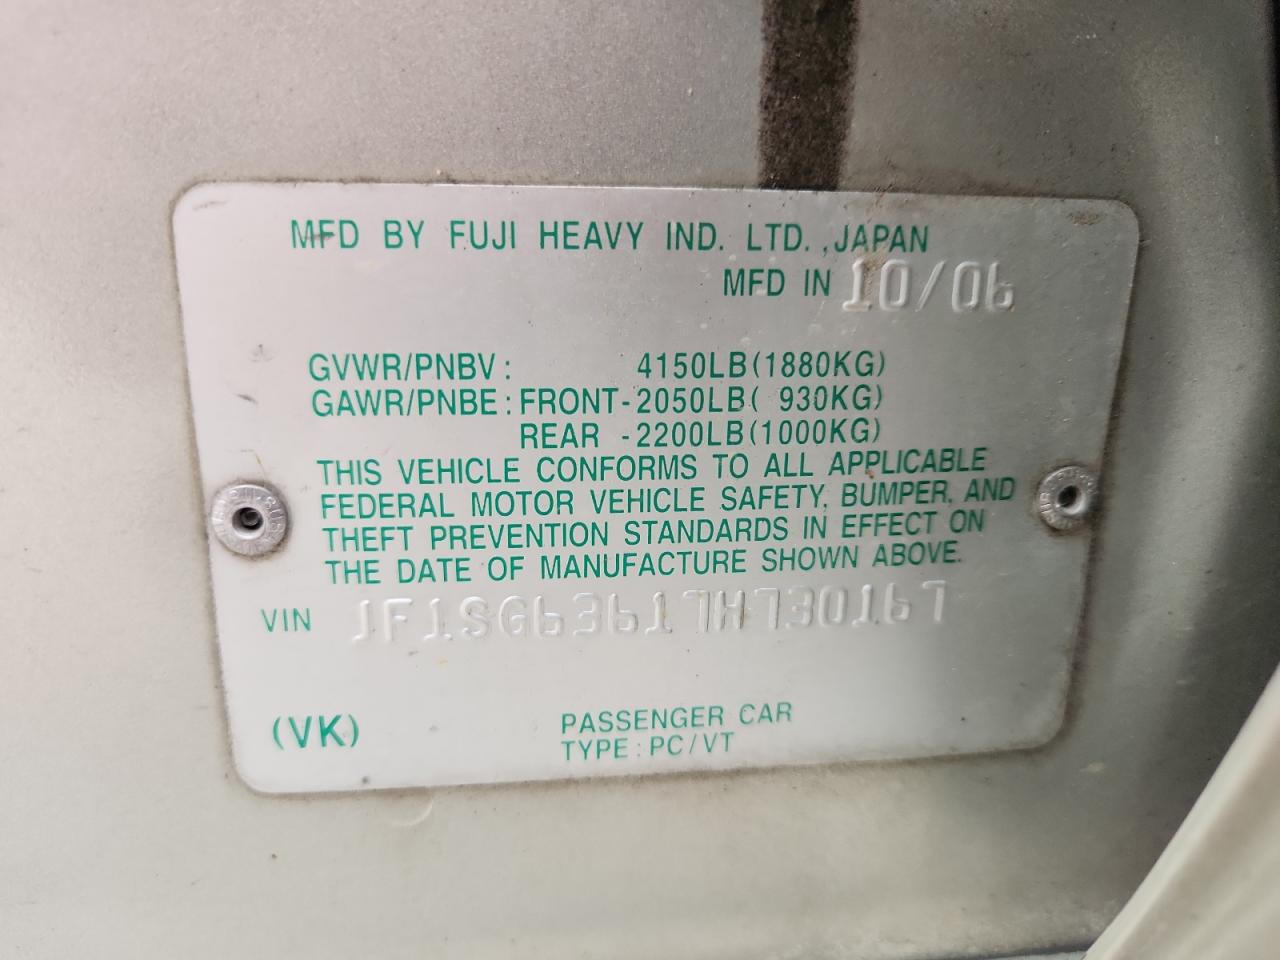 MFD BY FUJI HEAVY IND. LTD.,JAPAN
MFD IN 10/06
GVWR/PNBV: 4150LB(1880KG)
GAWR/PNBE:FRONT-2050LB( 930KG)
REAR -2200LB(1000KG)
THIS VEHICLE CONFORMS TO ALL APPLICABLE
FEDERAL MOTOR VEHICLE SAFETY, BUMPER, AND
THEFT PREVENTION STANDARDS IN EFFECT ON
THE DATE OF MANUFACTURE SHOWN ABOVE.
VIN JF1SG63617H730167
(VK)
PASSENGER CAR
TYPE:PC/VT